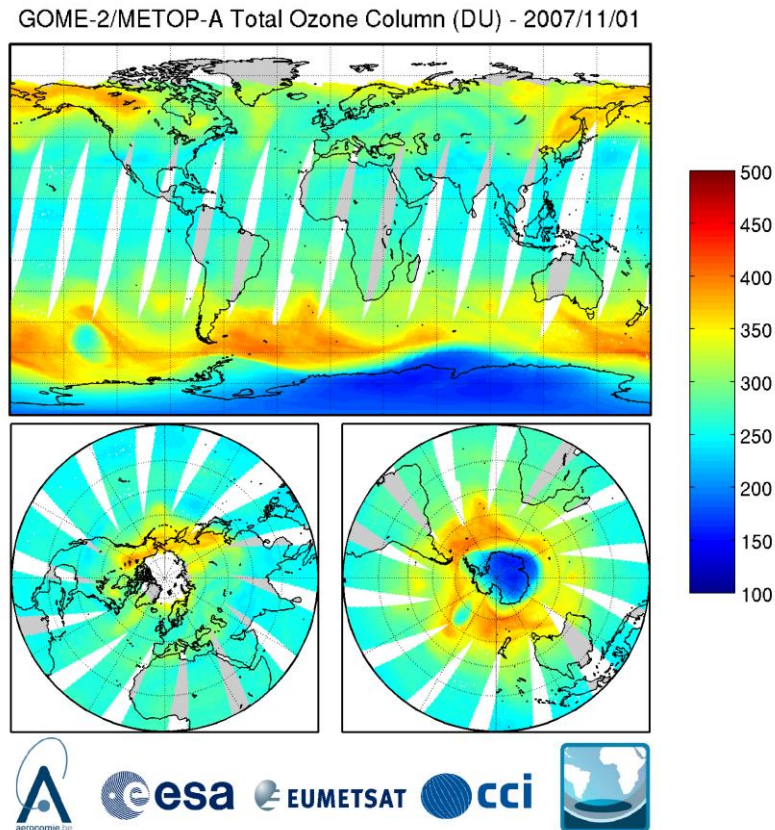 GOME-2/METOP-A Total Ozone Column (DU) - 2007/11/01
500
450
400
350
300
250
200
150
100
aeronomie.be
esa
EUMETSAT
cci